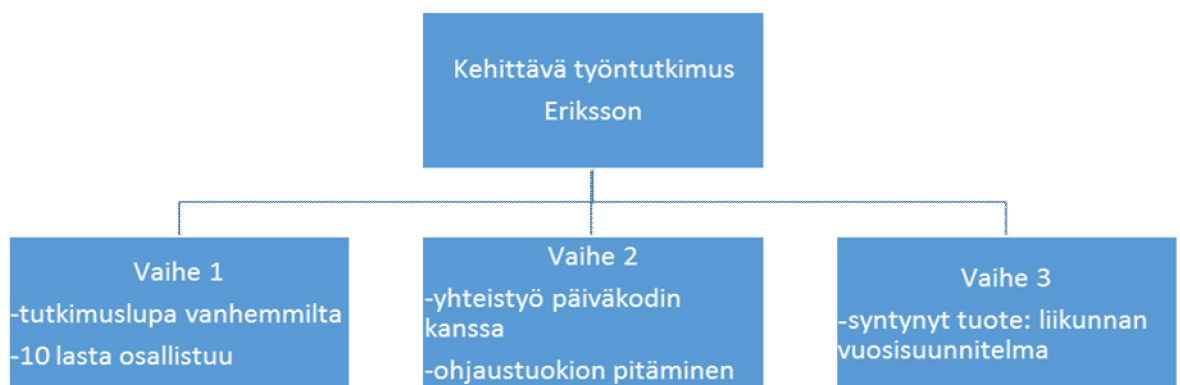 Kehittävä työntutkimus
Eriksson
Vaihe 1
-tutkimuslupa vanhemmilta
-10 lasta osallistuu
Vaihe 2
-yhteistyö päiväkodin
kanssa
-ohjaustuokion pitäminen
Vaihe 3
-syntynyt tuote: liikunnan
vuosisuunnitelma